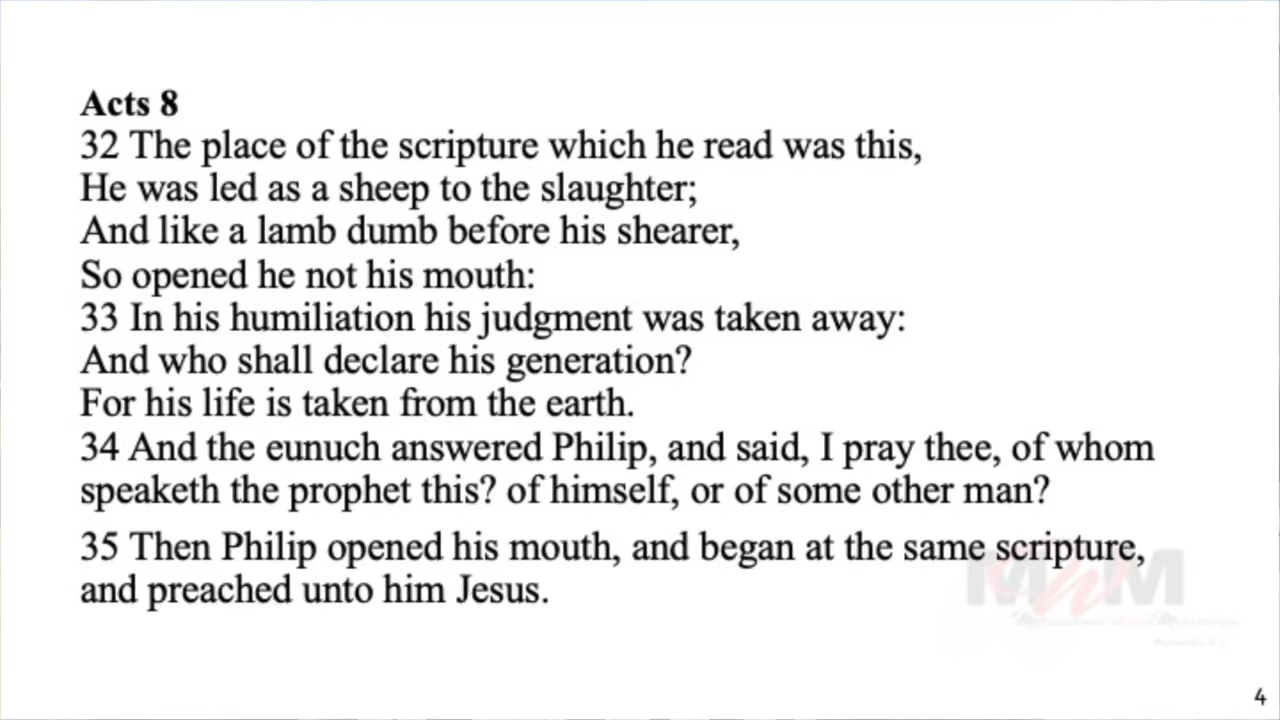 Acts 8
32 The place of the scripture which he read was this,
He was led as a sheep to the slaughter;
And like a lamb dumb before his shearer,
So opened he not his mouth:
33 In his humiliation his judgment was taken away:
And who shall declare his generation?
For his life is taken from the earth.
34 And the eunuch answered Philip, and said, I pray thee, of whom
speaketh the prophet this? of himself, or of some other man?
35 Then Philip opened his mouth, and began at the same scripture,
and preached unto him Jesus.
MnM
4